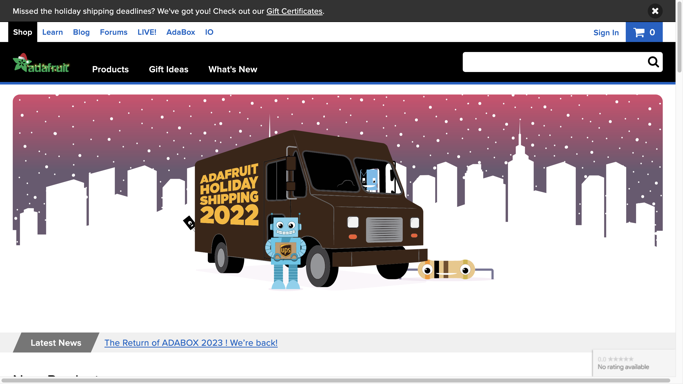 Missed the holiday shipping deadlines? We've got you! Check out our Gift Certificates.
Shop Learn Blog Forums LIVE! AdaBox IO
Sign In 0
adafruit
Products Gift Ideas What's New
ADAFRUIT
HOLIDAY
SHIPPING
2022
ups
Latest News The Return of ADABOX 2023 ! We're back!
0.0
No rating available